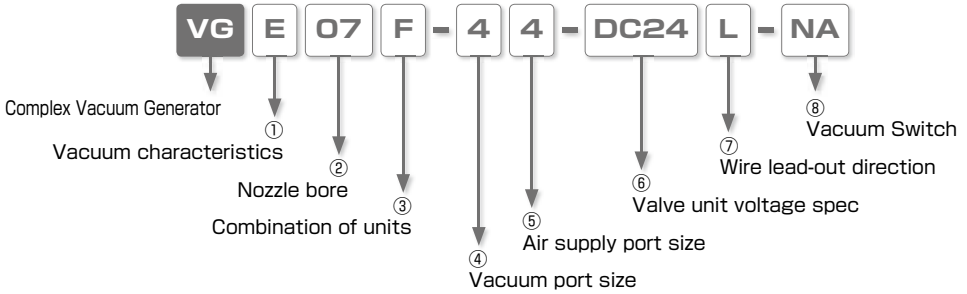 VG E 07 F - 4 4 - DC24 L - NA
Complex Vacuum Generator
①
Vacuum characteristics
②
Nozzle bore
③
Combination of units
④
Vacuum port size
⑤
Air supply port size
⑥
Valve unit voltage spec
⑦
Wire lead-out direction
⑧
Vacuum Switch